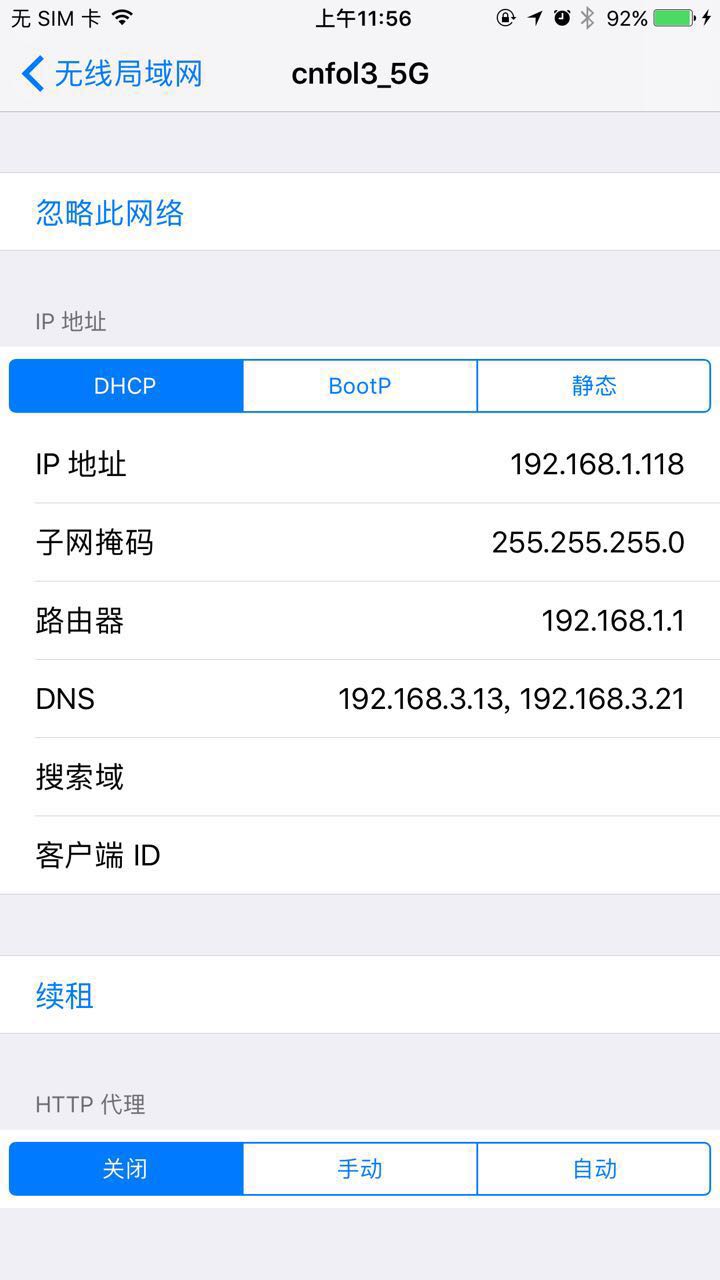 无 SIM 卡 上午11:56 92%
无线局域网 cnfol3_5G
忽略此网络
IP 地址
DHCP BootP 静态
IP 地址 192.168.1.118
子网掩码 255.255.255.0
路由器 192.168.1.1
DNS 192.168.3.13, 192.168.3.21
搜索域
客户端 ID
续租
HTTP 代理
关闭 手动 自动